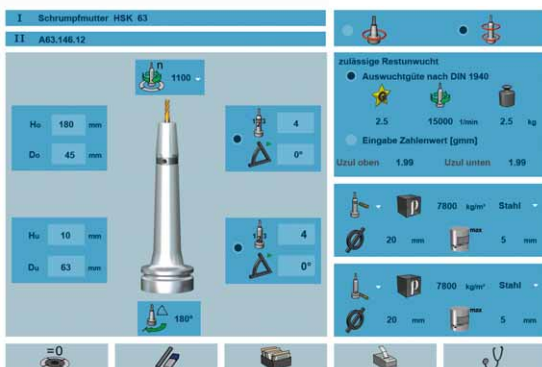 I Schrumpfmutter HSK 63
II A63.146.12
n
1100
Ho 180 mm
Do 45 mm
4
0°
Hu 10 mm
Du 63 mm
4
0°
180°
zulässige Restunwucht
Auswuchtgüte nach DIN 1940
2.5 15000 1/min 2.5 kg
Eingabe Zahlenwert [gmm]
Uzul oben 1.99 Uzul unten 1.99
ρ 7800 kg/m³ Stahl
20 mm max 5 mm
ρ 7800 kg/m³ Stahl
20 mm max 5 mm
=0